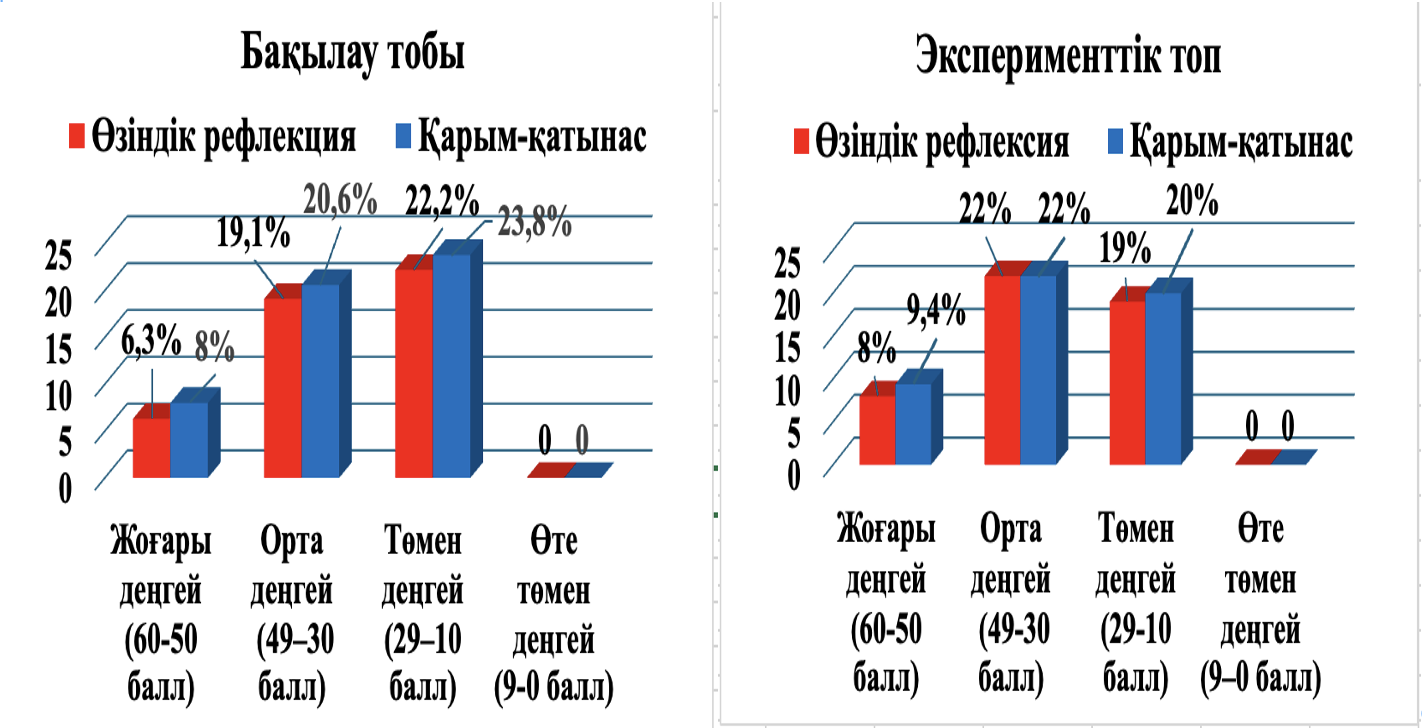 Бақылау тобы
Өзіндік рефлекция Қарым-қатынас
6,3% 8% 19,1% 20,6% 22,2% 23,8% 0 0
25
20
15
10
5
0
Жоғары деңгей (60-50 балл)
Орта деңгей (49–30 балл)
Төмен деңгей (29–10 балл)
Өте төмен деңгей (9-0 балл)
Эксперименттік топ
Өзіндік рефлексия Қарым-қатынас
8% 9,4% 22% 22% 19% 20% 0 0
25
20
15
10
5
0
Жоғары деңгей (60-50 балл)
Орта деңгей (49-30 балл)
Төмен деңгей (29-10 балл)
Өте төмен деңгей (9–0 балл)